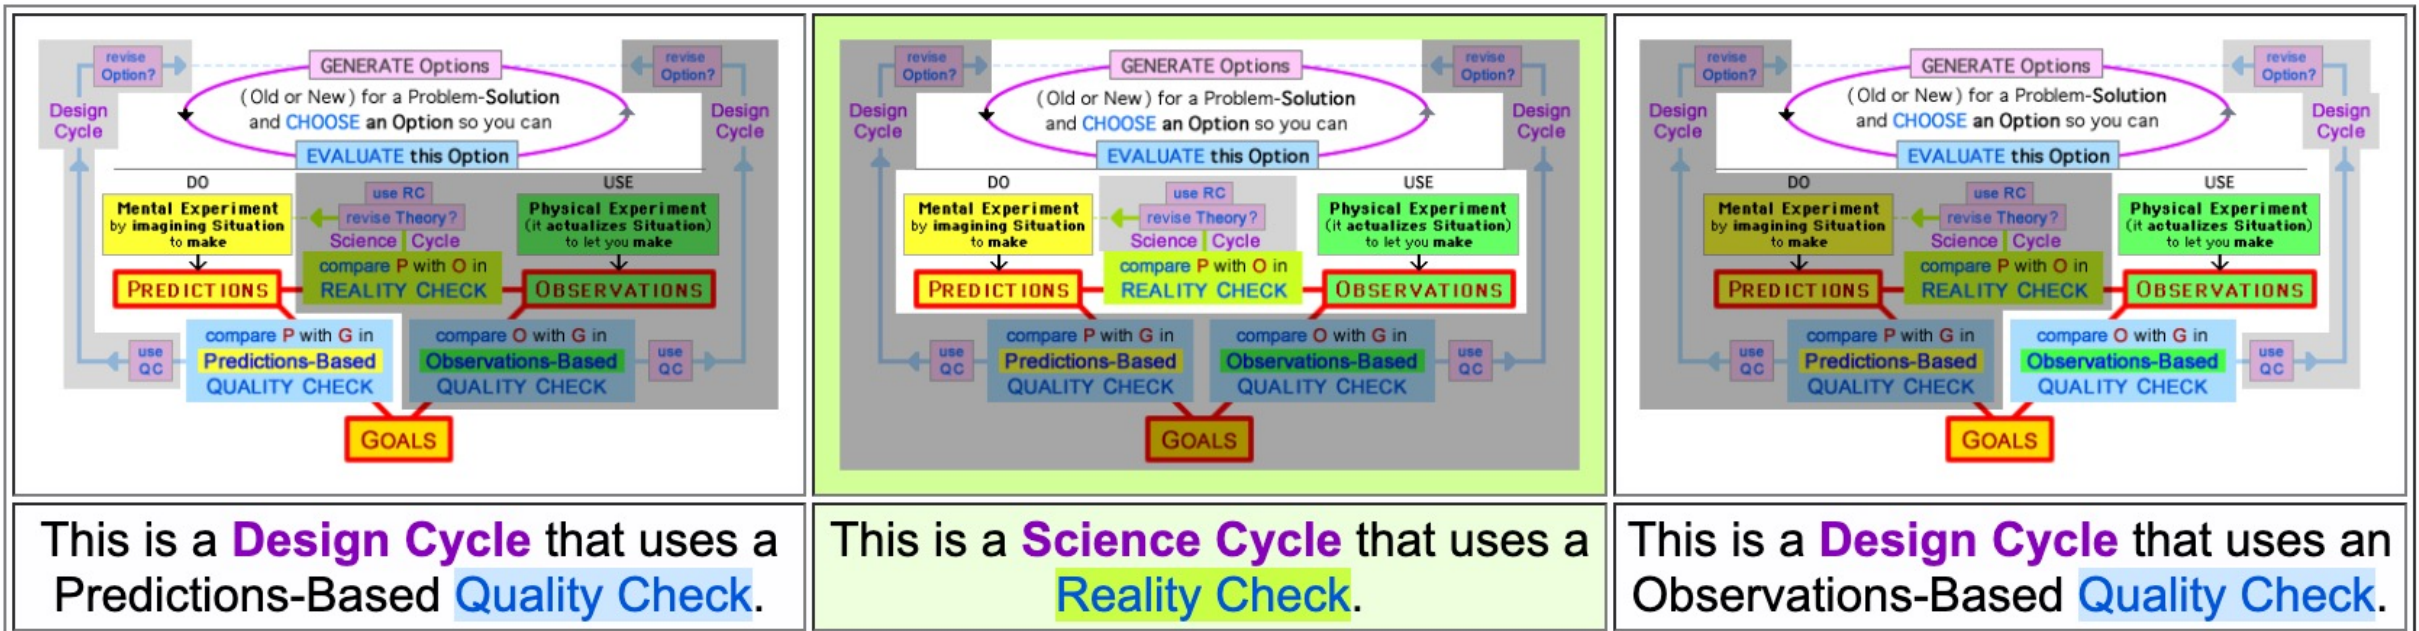 revise
Option?
GENERATE Options
revise
Option?
(Old or New) for a Problem-Solution
and CHOOSE an Option so you can
Design
Cycle
Design
Cycle
EVALUATE this Option
DO
USE
Mental Experiment
by imagining Situation
to make
use RC
revise Theory?
Science Cycle
Physical Experiment
(it actualizes Situation)
to let you make
PREDICTIONS
compare P with O in
REALITY CHECK
OBSERVATIONS
use
QC
compare P with G in
Predictions-Based
QUALITY CHECK
compare O with G in
Observations-Based
QUALITY CHECK
use
QC
GOALS
This is a Design Cycle that uses a
Predictions-Based Quality Check.
revise
Option?
GENERATE Options
revise
Option?
(Old or New) for a Problem-Solution
and CHOOSE an Option so you can
Design
Cycle
Design
Cycle
EVALUATE this Option
DO
USE
Mental Experiment
by imagining Situation
to make
use RC
revise Theory?
Science Cycle
Physical Experiment
(it actualizes Situation)
to let you make
PREDICTIONS
compare P with O in
REALITY CHECK
OBSERVATIONS
use
QC
compare P with G in
Predictions-Based
QUALITY CHECK
compare O with G in
Observations-Based
QUALITY CHECK
use
QC
GOALS
This is a Science Cycle that uses a
Reality Check.
revise
Option?
GENERATE Options
revise
Option?
(Old or New) for a Problem-Solution
and CHOOSE an Option so you can
Design
Cycle
Design
Cycle
EVALUATE this Option
DO
USE
Mental Experiment
by imagining Situation
to make
use RC
revise Theory?
Science Cycle
Physical Experiment
(it actualizes Situation)
to let you make
PREDICTIONS
compare P with O in
REALITY CHECK
OBSERVATIONS
use
QC
compare P with G in
Predictions-Based
QUALITY CHECK
compare O with G in
Observations-Based
QUALITY CHECK
use
QC
GOALS
This is a Design Cycle that uses an
Observations-Based Quality Check.